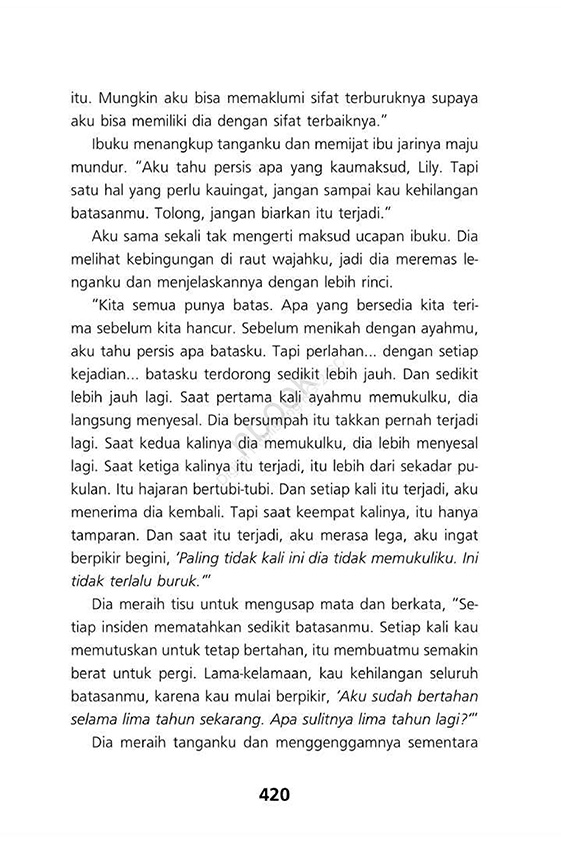 itu. Mungkin aku bisa memaklumi sifat terburuknya supaya
aku bisa memiliki dia dengan sifat terbaiknya.”
Ibuku menangkup tanganku dan memijat ibu jarinya maju
mundur. “Aku tahu persis apa yang kaumaksud, Lily. Tapi
satu hal yang perlu kauingat, jangan sampai kau kehilangan
batasanmu. Tolong, jangan biarkan itu terjadi.”
Aku sama sekali tak mengerti maksud ucapan ibuku. Dia
melihat kebingungan di raut wajahku, jadi dia meremas le-
nganku dan menjelaskannya dengan lebih rinci.
“Kita semua punya batas. Apa yang bersedia kita teri-
ma sebelum kita hancur. Sebelum menikah dengan ayahmu,
aku tahu persis apa batasku. Tapi perlahan... dengan setiap
kejadian... batasku terdorong sedikit lebih jauh. Dan sedikit
lebih jauh lagi. Saat pertama kali ayahmu memukulku, dia
langsung menyesal. Dia bersumpah itu takkan pernah terjadi
lagi. Saat kedua kalinya dia memukulku, dia lebih menyesal
lagi. Saat ketiga kalinya itu terjadi, itu lebih dari sekadar pu-
kulan. Itu hajaran bertubi-tubi. Dan setiap kali itu terjadi, aku
menerima dia kembali. Tapi saat keempat kalinya, itu hanya
tamparan. Dan saat itu terjadi, aku merasa lega, aku ingat
berpikir begini, ‘Paling tidak kali ini dia tidak memukuliku. Ini
tidak terlalu buruk.’”
Dia meraih tisu untuk mengusap mata dan berkata, “Se-
tiap insiden mematahkan sedikit batasanmu. Setiap kali kau
memutuskan untuk tetap bertahan, itu membuatmu semakin
berat untuk pergi. Lama-kelamaan, kau kehilangan seluruh
batasanmu, karena kau mulai berpikir, ‘Aku sudah bertahan
selama lima tahun sekarang. Apa sulitnya lima tahun lagi?’”
Dia meraih tanganku dan menggenggamnya sementara
420